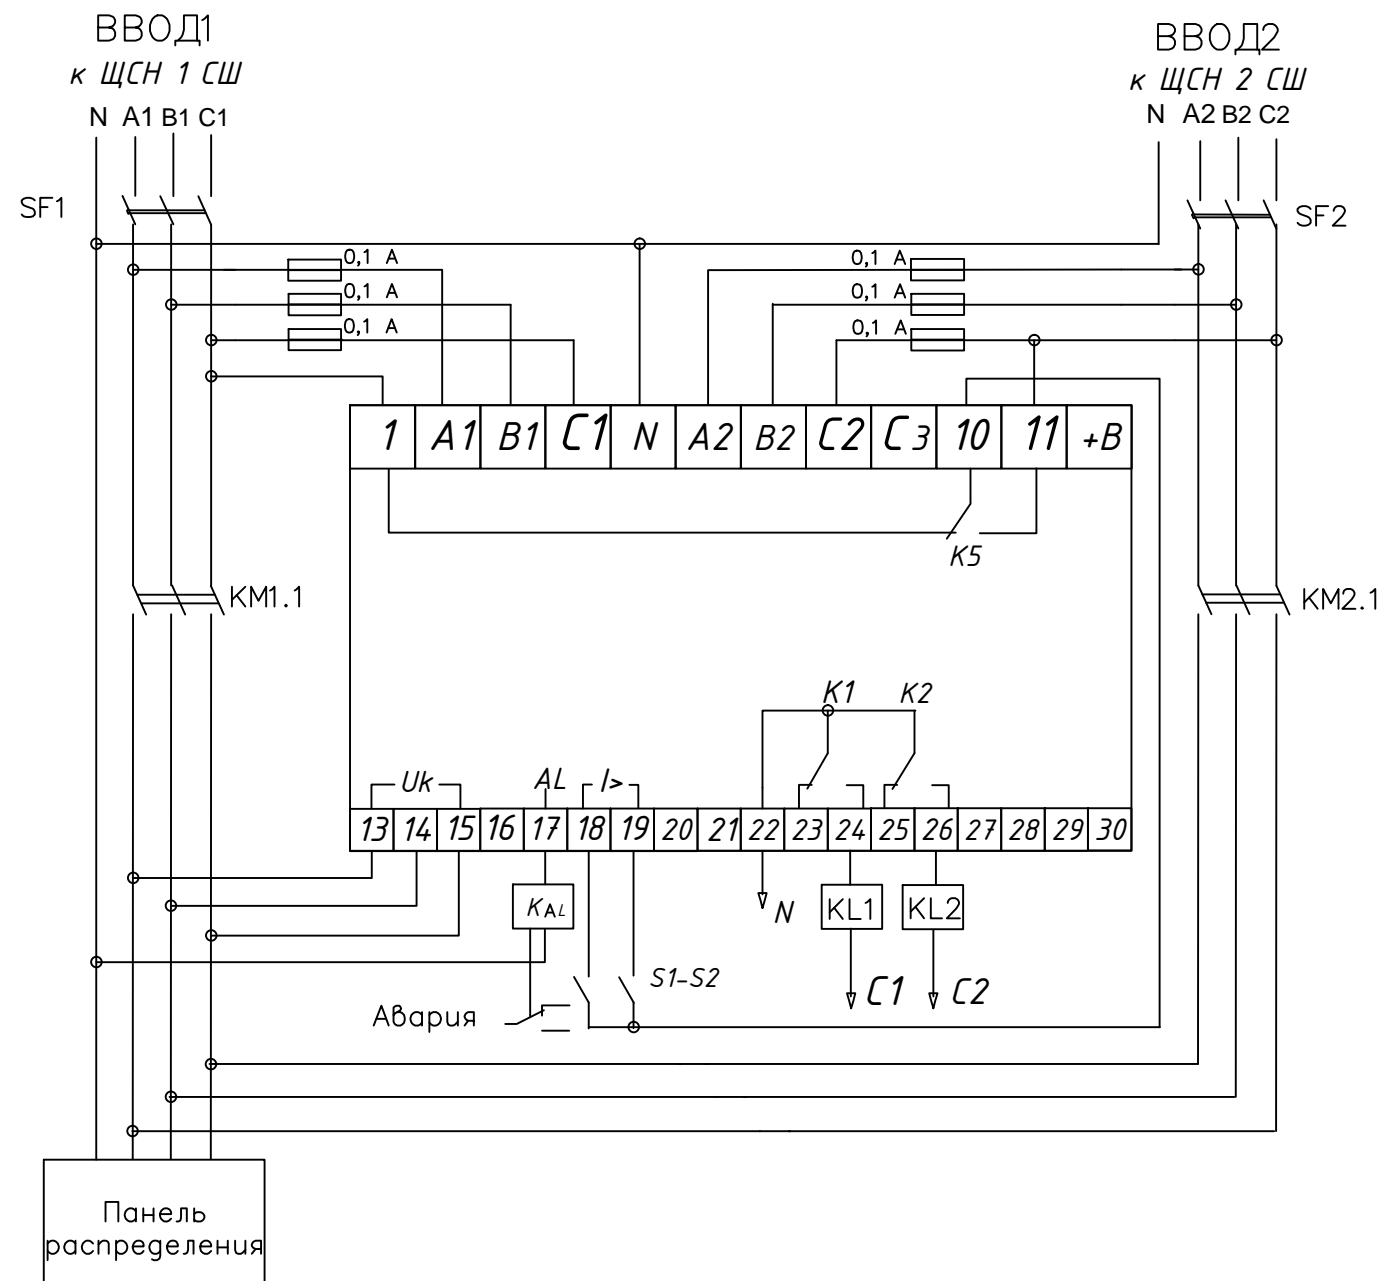 ВВОД1
к ЩСН 1 СШ
N A1 B1 C1
ВВОД2
к ЩСН 2 СШ
N A2 B2 C2
SF1
SF2
0,1 А
0,1 А
0,1 А
0,1 А
0,1 А
0,1 А
1 A1 B1 C1 N A2 B2 C2 C3 10 11 +B
K5
KM1.1
KM2.1
K1 K2
Uk AL I>
13 14 15 16 17 18 19 20 21 22 23 24 25 26 27 28 29 30
KAL
N
KL1
KL2
S1-S2
C1
C2
Авария
Панель
распределения